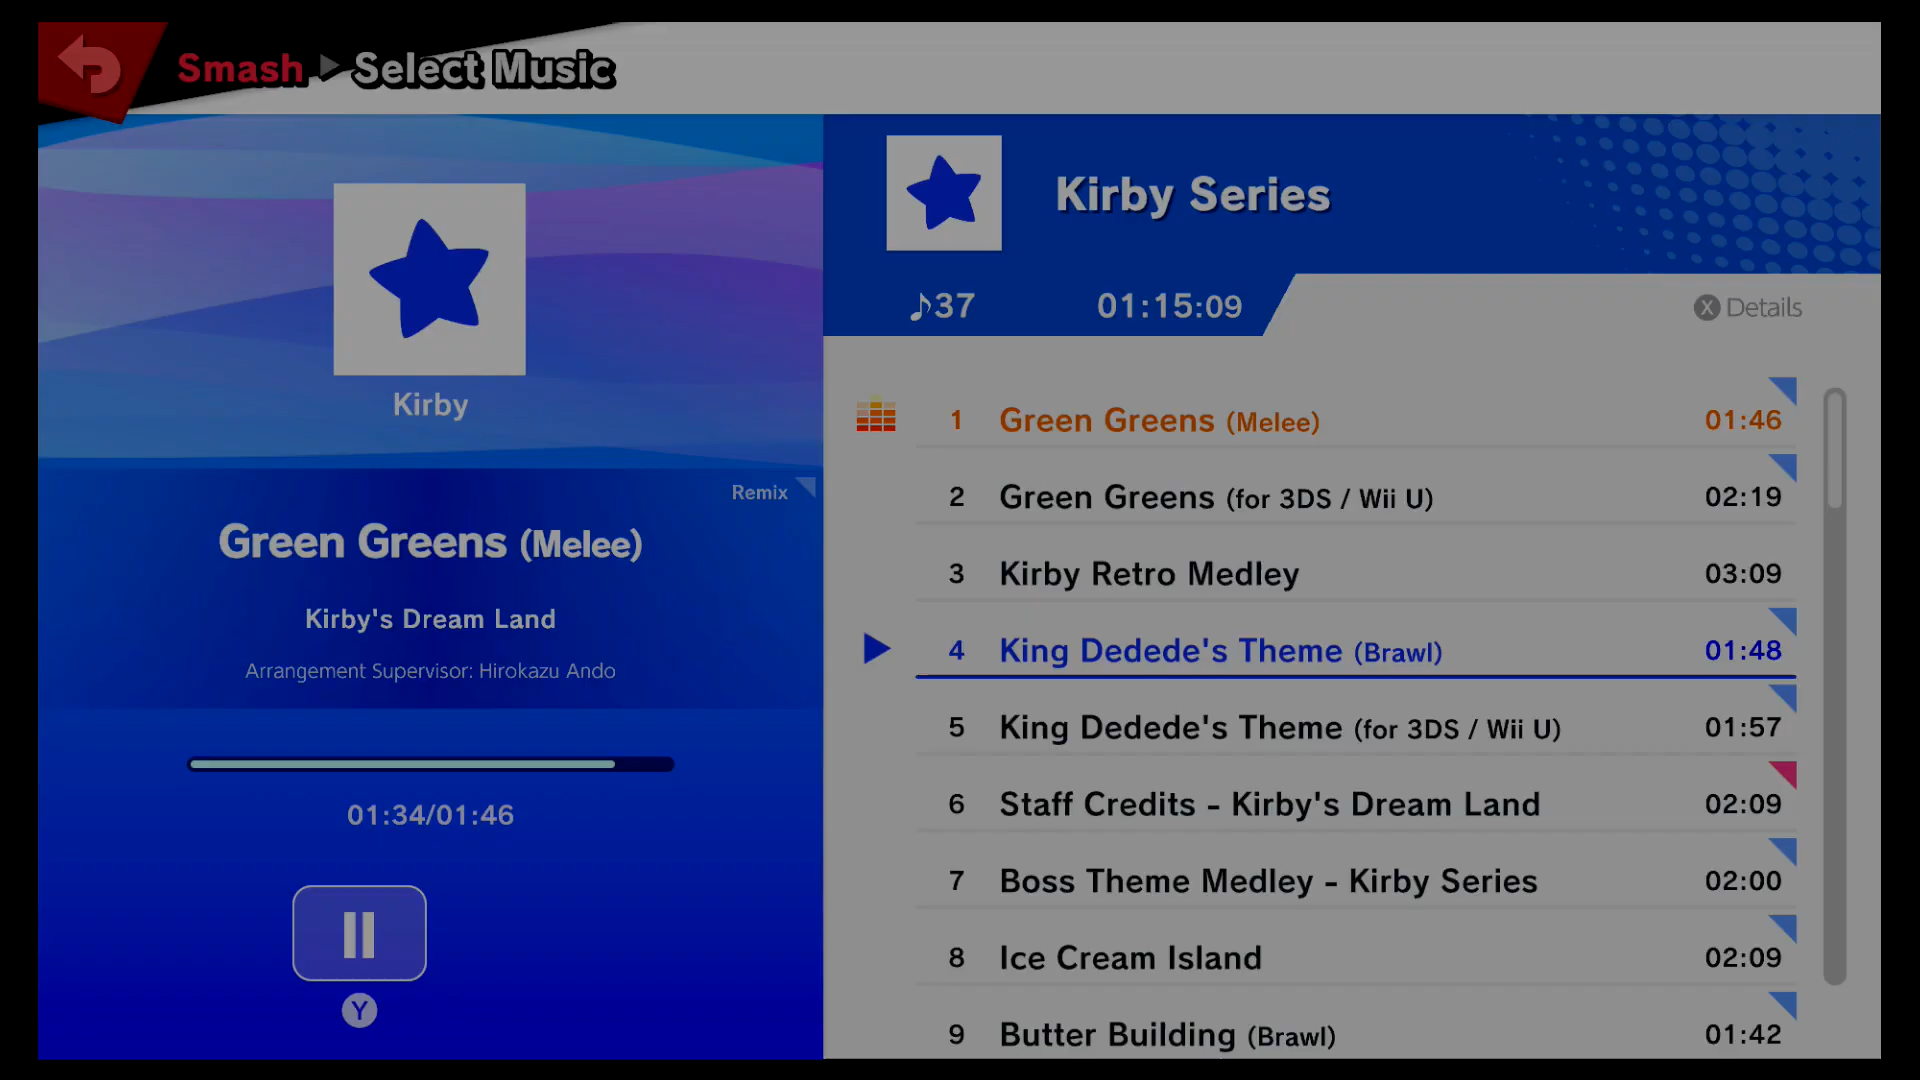 Smash ▶ Select Music
Kirby
Remix
Green Greens (Melee)
Kirby's Dream Land
Arrangement Supervisor: Hirokazu Ando
01:34/01:46
Y
Kirby Series
♪37 01:15:09
X Details
1 Green Greens (Melee) 01:46
2 Green Greens (for 3DS / Wii U) 02:19
3 Kirby Retro Medley 03:09
4 King Dedede's Theme (Brawl) 01:48
5 King Dedede's Theme (for 3DS / Wii U) 01:57
6 Staff Credits - Kirby's Dream Land 02:09
7 Boss Theme Medley - Kirby Series 02:00
8 Ice Cream Island 02:09
9 Butter Building (Brawl) 01:42